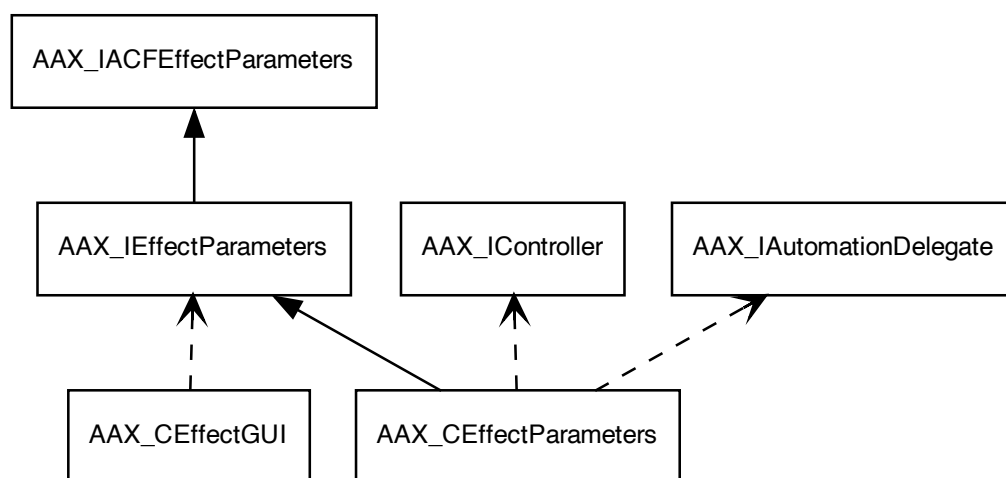 AAX_IACFEffectParameters
AAX_IEffectParameters
AAX_IController
AAX_IAutomationDelegate
AAX_CEffectGUI
AAX_CEffectParameters